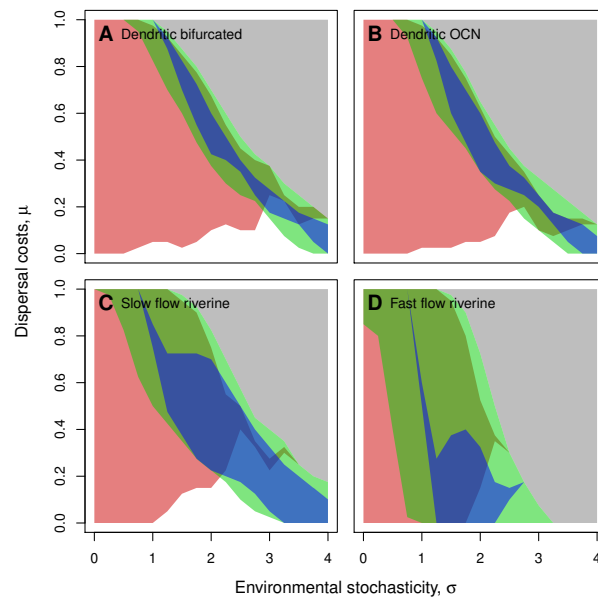 A Dendritic bifurcated
B Dendritic OCN
0.0 0.2 0.4 0.6 0.8 1.0
C Slow flow riverine
D Fast flow riverine
0.0 0.2 0.4 0.6 0.8 1.0
0 1 2 3 4
0 1 2 3 4
Dispersal costs, μ
Environmental stochasticity, σ